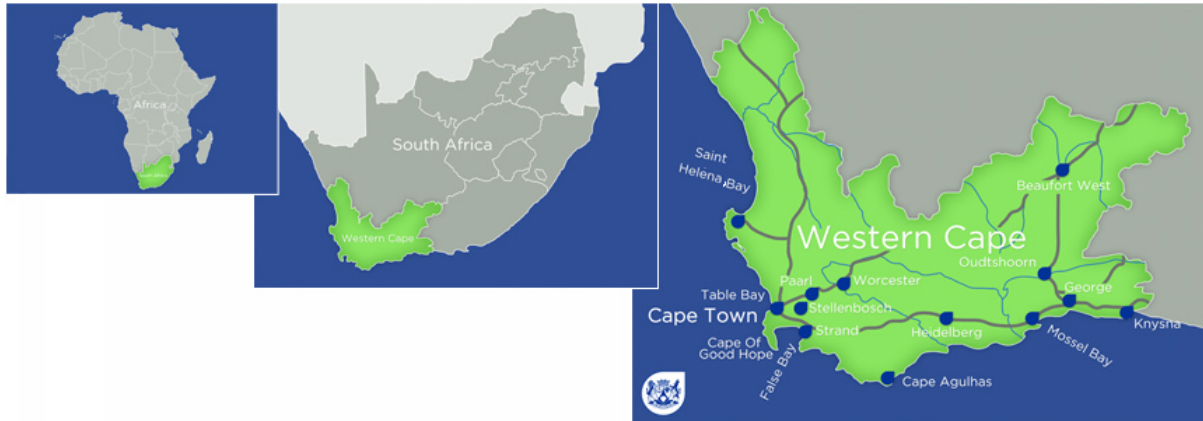 Africa
South Africa
South Africa
Western Cape
Saint
Helena Bay
Beaufort West
Western Cape
Oudtshoorn
Paarl
Worcester
George
Table Bay
Stellenbosch
Cape Town
Strand
Heidelberg
Knysna
Mossel Bay
Cape Of
Good Hope
False Bay
Cape Agulhas